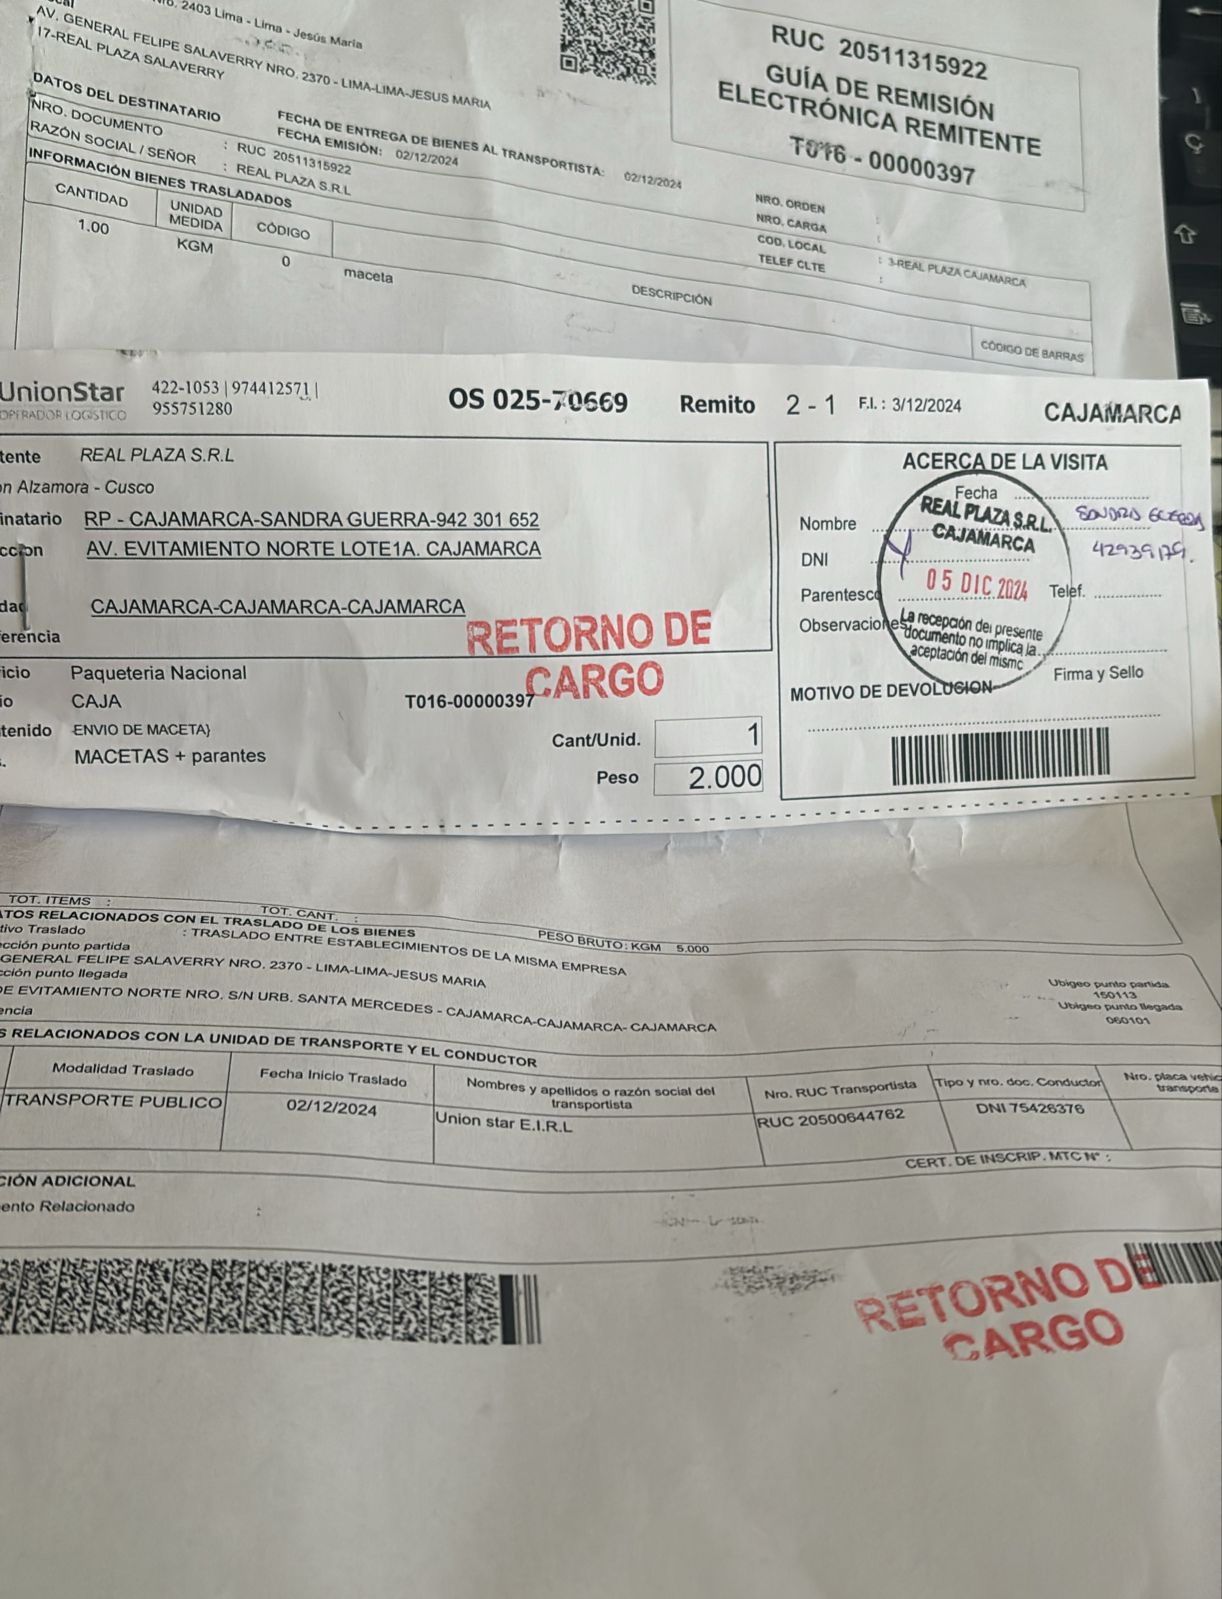 Nro. 2403 Lima - Lima - Jesús María
AV. GENERAL FELIPE SALAVERRY NRO. 2370 - LIMA-LIMA-JESUS MARIA
17-REAL PLAZA SALAVERRY
RUC 20511315922
GUÍA DE REMISIÓN
ELECTRÓNICA REMITENTE
T016 - 00000397
DATOS DEL DESTINATARIO
FECHA DE ENTREGA DE BIENES AL TRANSPORTISTA: 02/12/2024
FECHA EMISIÓN: 02/12/2024
NRO. DOCUMENTO : RUC 20511315922
RAZÓN SOCIAL / SEÑOR : REAL PLAZA S.R.L
NRO. ORDEN :
NRO. CARGA :
COD. LOCAL : 3-REAL PLAZA CAJAMARCA
TELEF CLTE :
INFORMACIÓN BIENES TRASLADADOS
CANTIDAD UNIDAD MEDIDA CÓDIGO DESCRIPCIÓN CÓDIGO DE BARRAS
1.00 KGM 0 maceta
UnionStar
OPERADOR LOGISTICO
422-1053 | 974412571 |
955751280
OS 025-70669 Remito 2 - 1 F.I. : 3/12/2024 CAJAMARCA
tente REAL PLAZA S.R.L
n Alzamora - Cusco
inatario RP - CAJAMARCA-SANDRA GUERRA-942 301 652
ccion AV. EVITAMIENTO NORTE LOTE1A. CAJAMARCA
dad CAJAMARCA-CAJAMARCA-CAJAMARCA
ferencia
RETORNO DE
CARGO
icio Paqueteria Nacional
io CAJA T016-00000397
tenido ENVIO DE MACETA}
s. MACETAS + parantes
Cant/Unid. 1
Peso 2.000
ACERCA DE LA VISITA
Fecha
Nombre
DNI 42939179.
Parentesco Telef.
Observaciones
Firma y Sello
MOTIVO DE DEVOLUCION
REAL PLAZA S.R.L.
CAJAMARCA
05 DIC 2024
La recepción del presente
documento no implica la
aceptación del mismo
TOT. ITEMS : TOT. CANT. : PESO BRUTO: KGM 5.000
ATOS RELACIONADOS CON EL TRASLADO DE LOS BIENES
tivo Traslado : TRASLADO ENTRE ESTABLECIMIENTOS DE LA MISMA EMPRESA
cción punto partida
GENERAL FELIPE SALAVERRY NRO. 2370 - LIMA-LIMA-JESUS MARIA
cción punto llegada
DE EVITAMIENTO NORTE NRO. S/N URB. SANTA MERCEDES - CAJAMARCA-CAJAMARCA- CAJAMARCA
encia
Ubigeo punto partida
150113
Ubigeo punto llegada
060101
S RELACIONADOS CON LA UNIDAD DE TRANSPORTE Y EL CONDUCTOR
Modalidad Traslado Fecha Inicio Traslado Nombres y apellidos o razón social del transportista Nro. RUC Transportista Tipo y nro. doc. Conductor Nro. placa vehic transporte
TRANSPORTE PUBLICO 02/12/2024 Union star E.I.R.L RUC 20500644762 DNI 75426376
CERT. DE INSCRIP. MTC N° :
CIÓN ADICIONAL
ento Relacionado :
RETORNO DE
CARGO